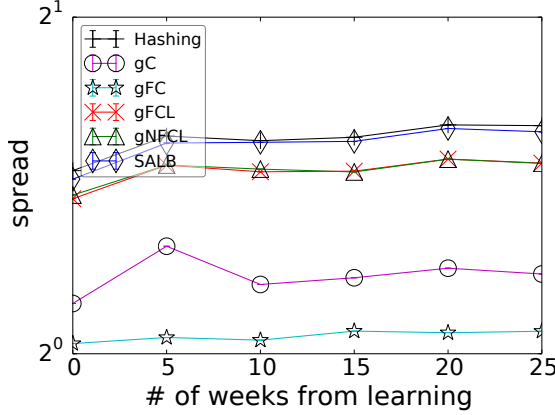 2^1
Hashing
gC
gFC
gFCL
gNFCL
SALB
spread
2^0
0 5 10 15 20 25
# of weeks from learning